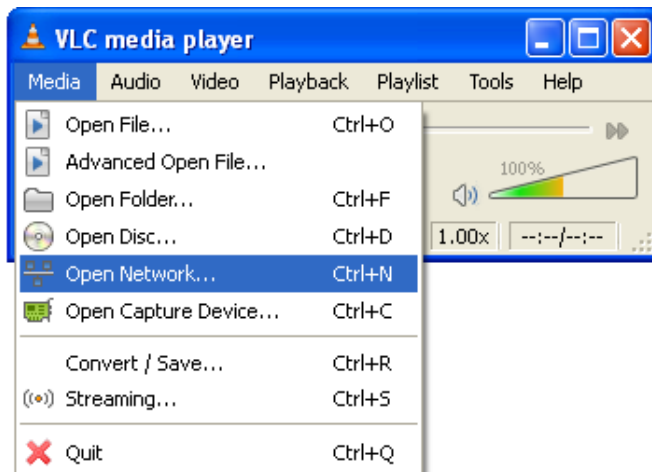 VLC media player
Media Audio Video Playback Playlist Tools Help
Open File... Ctrl+O
Advanced Open File...
100%
Open Folder... Ctrl+F
Open Disc... Ctrl+D
1.00x --:--/--:--
Open Network... Ctrl+N
Open Capture Device... Ctrl+C
Convert / Save... Ctrl+R
Streaming... Ctrl+S
Quit Ctrl+Q